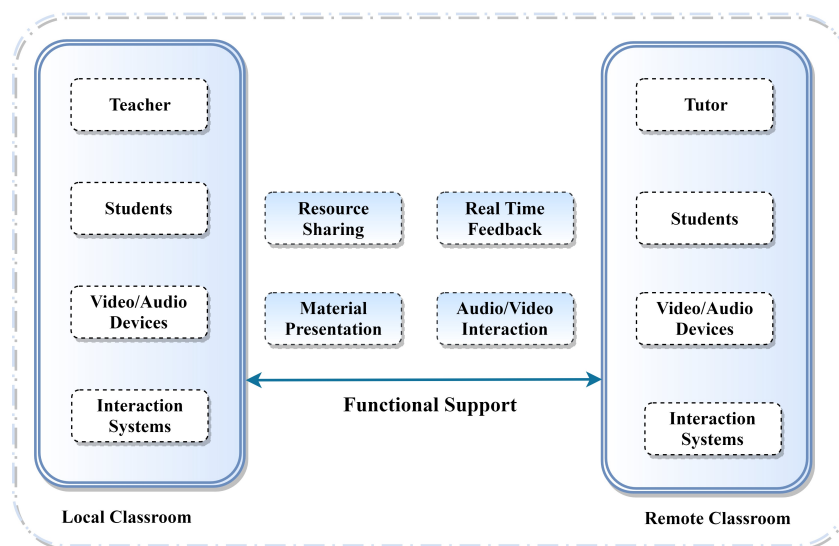 Teacher
Students
Video/Audio
Devices
Interaction
Systems
Local Classroom
Resource
Sharing
Real Time
Feedback
Material
Presentation
Audio/Video
Interaction
Functional Support
Tutor
Students
Video/Audio
Devices
Interaction
Systems
Remote Classroom